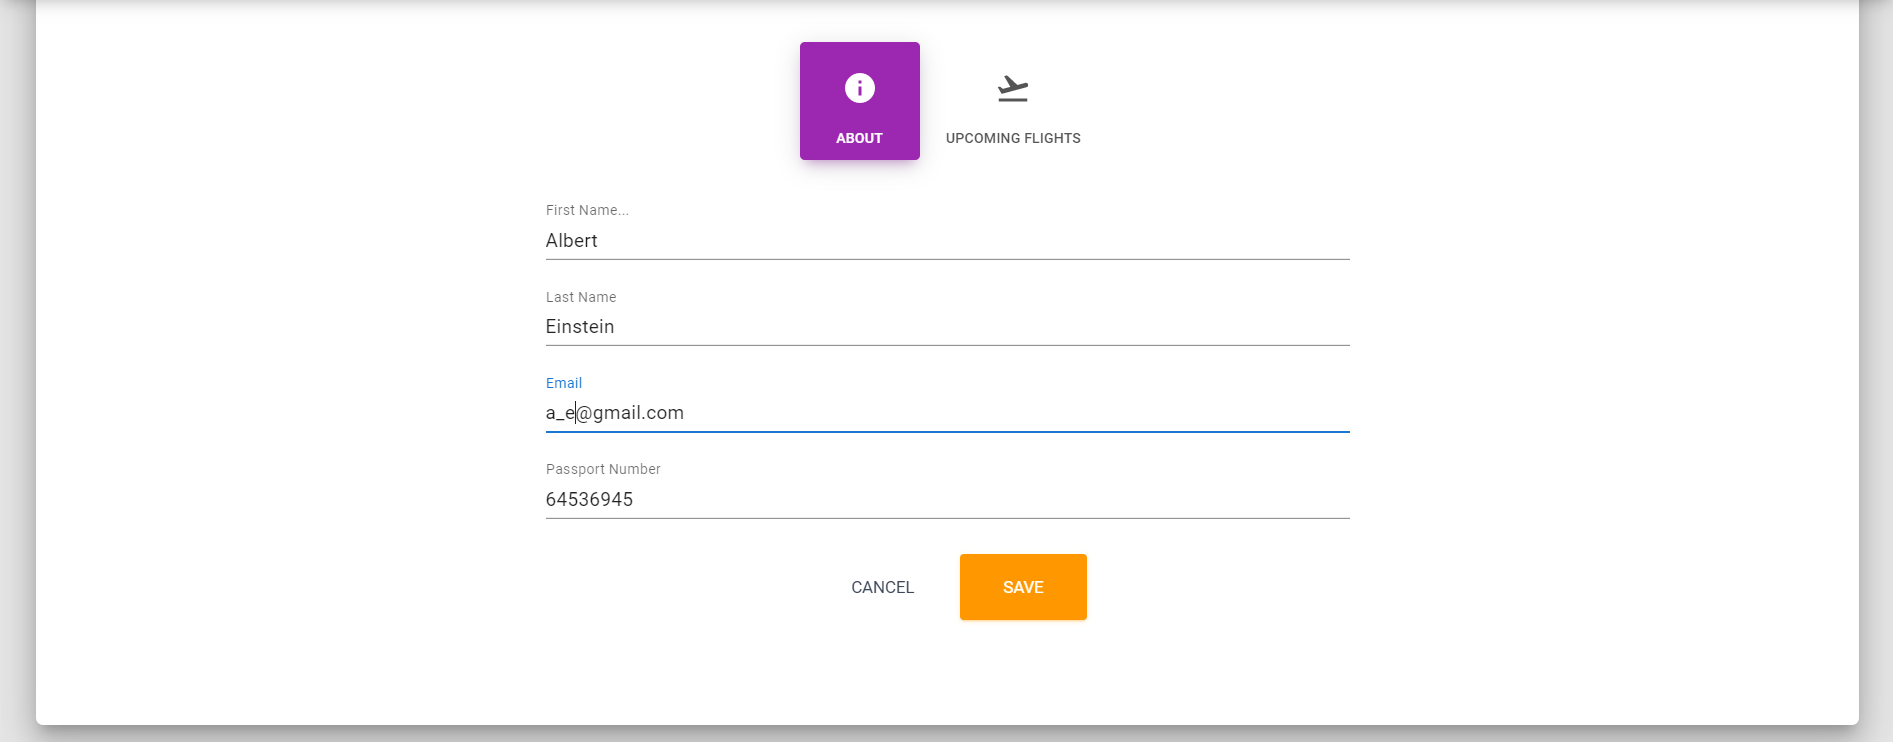 ABOUT
UPCOMING FLIGHTS
First Name...
Albert
Last Name
Einstein
Email
a_e@gmail.com
Passport Number
64536945
CANCEL
SAVE